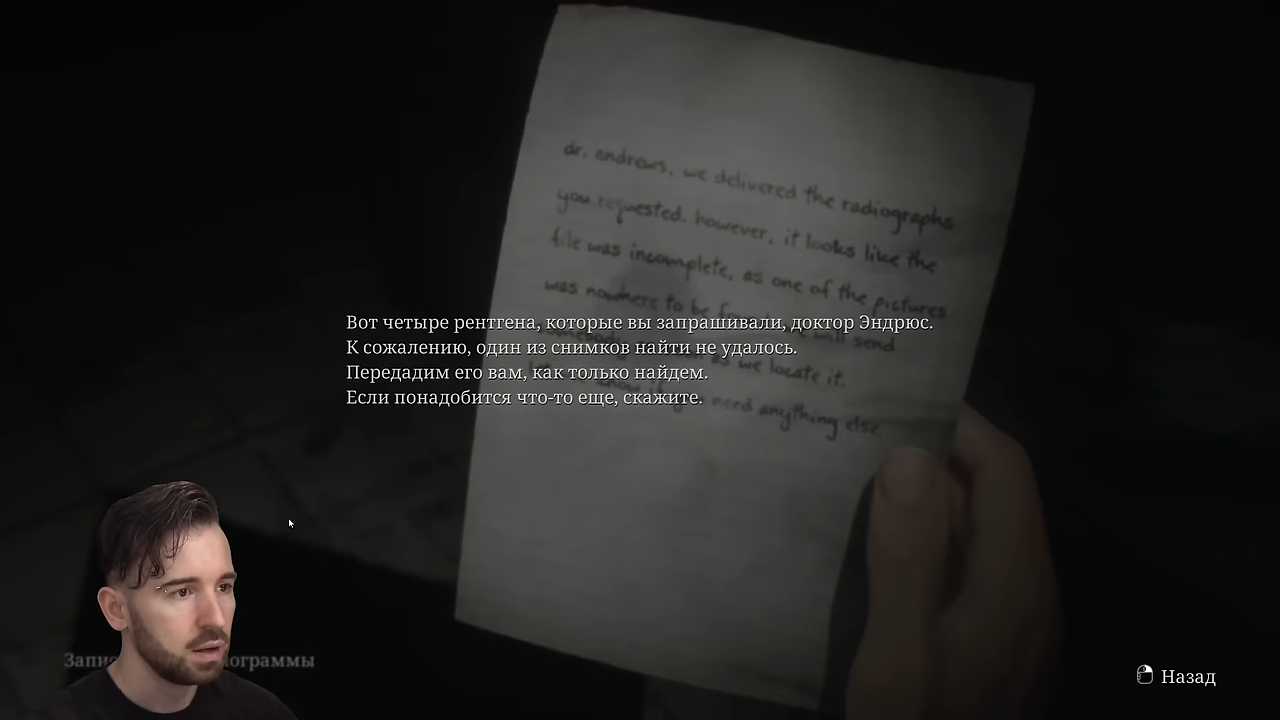 dr. andrews, we delivered the radiographs
you requested. however, it looks like the
file was incomplete, as one of the pictures
was nowhere to be will send
as we locate it.
need anything else
Вот четыре рентгена, которые вы запрашивали, доктор Эндрюс.
К сожалению, один из снимков найти не удалось.
Передадим его вам, как только найдем.
Если понадобится что-то еще, скажите.
Назад